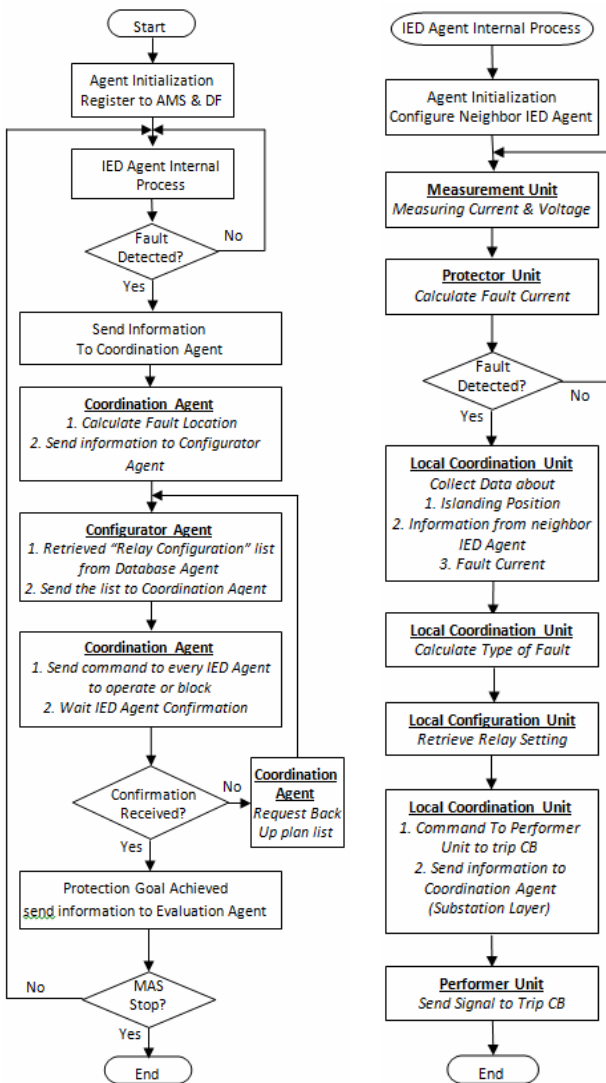 Start
Agent Initialization
Register to AMS & DF
IED Agent Internal
Process
Fault
Detected?
No
Yes
Send Information
To Coordination Agent
Coordination Agent
1. Calculate Fault Location
2. Send information to Configurator
Agent
Configurator Agent
1. Retrieved "Relay Configuration" list
from Database Agent
2. Send the list to Coordination Agent
Coordination Agent
1. Send command to every IED Agent
to operate or block
2. Wait IED Agent Confirmation
Confirmation
Received?
No
Coordination
Agent
Request Back
Up plan list
Yes
Protection Goal Achieved
send information to Evaluation Agent
MAS
Stop?
No
Yes
End
IED Agent Internal Process
Agent Initialization
Configure Neighbor IED Agent
Measurement Unit
Measuring Current & Voltage
Protector Unit
Calculate Fault Current
Fault
Detected?
No
Yes
Local Coordination Unit
Collect Data about
1. Islanding Position
2. Information from neighbor
IED Agent
3. Fault Current
Local Coordination Unit
Calculate Type of Fault
Local Configuration Unit
Retrieve Relay Setting
Local Coordination Unit
1. Command To Performer
Unit to trip CB
2. Send information to
Coordination Agent
(Substation Layer)
Performer Unit
Send Signal to Trip CB
End